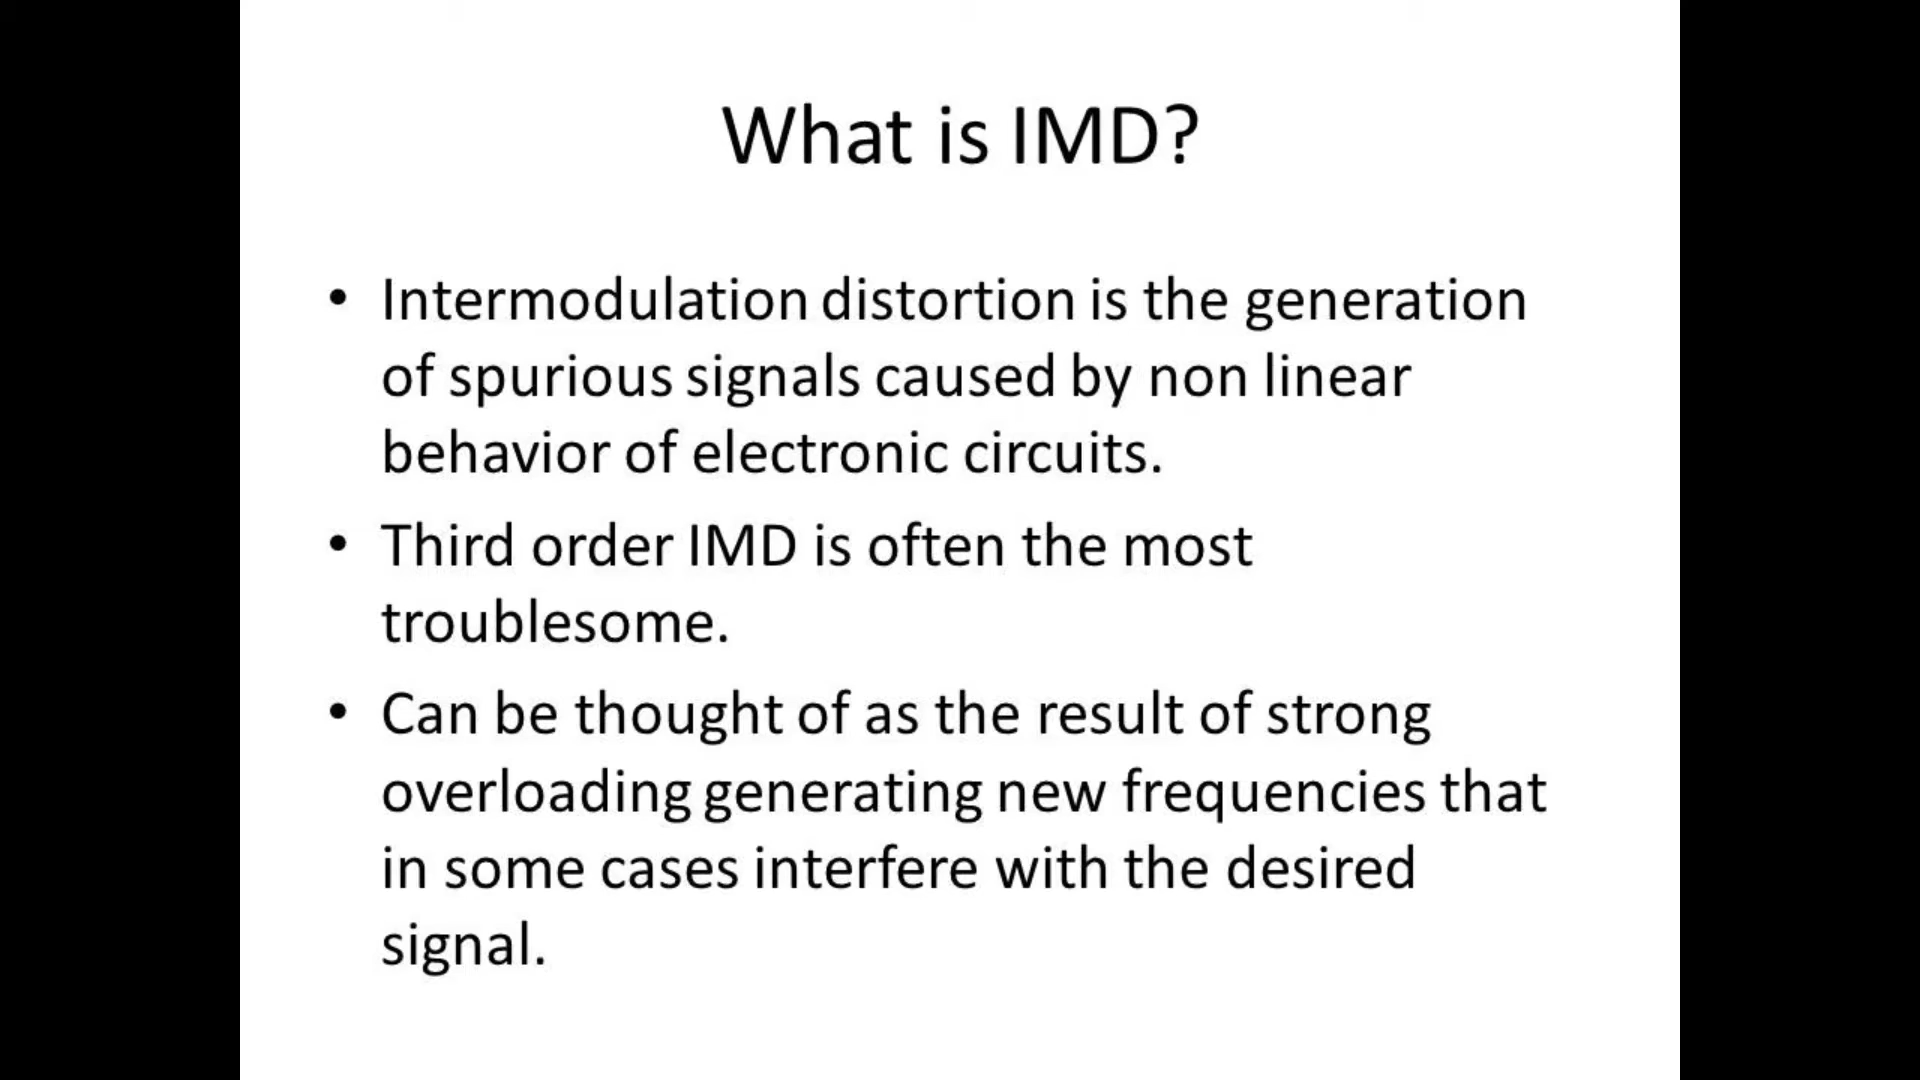 What is IMD?
• Intermodulation distortion is the generation
of spurious signals caused by non linear
behavior of electronic circuits.
• Third order IMD is often the most
troublesome.
• Can be thought of as the result of strong
overloading generating new frequencies that
in some cases interfere with the desired
signal.